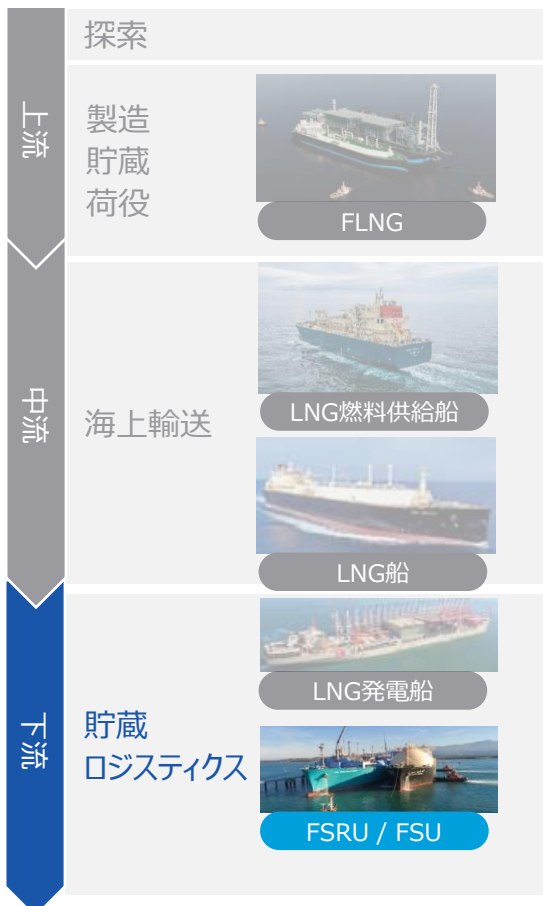 上流
探索
製造
貯蔵
荷役
FLNG
中流
海上輸送
LNG燃料供給船
LNG船
下流
貯蔵
ロジスティクス
LNG発電船
FSRU / FSU